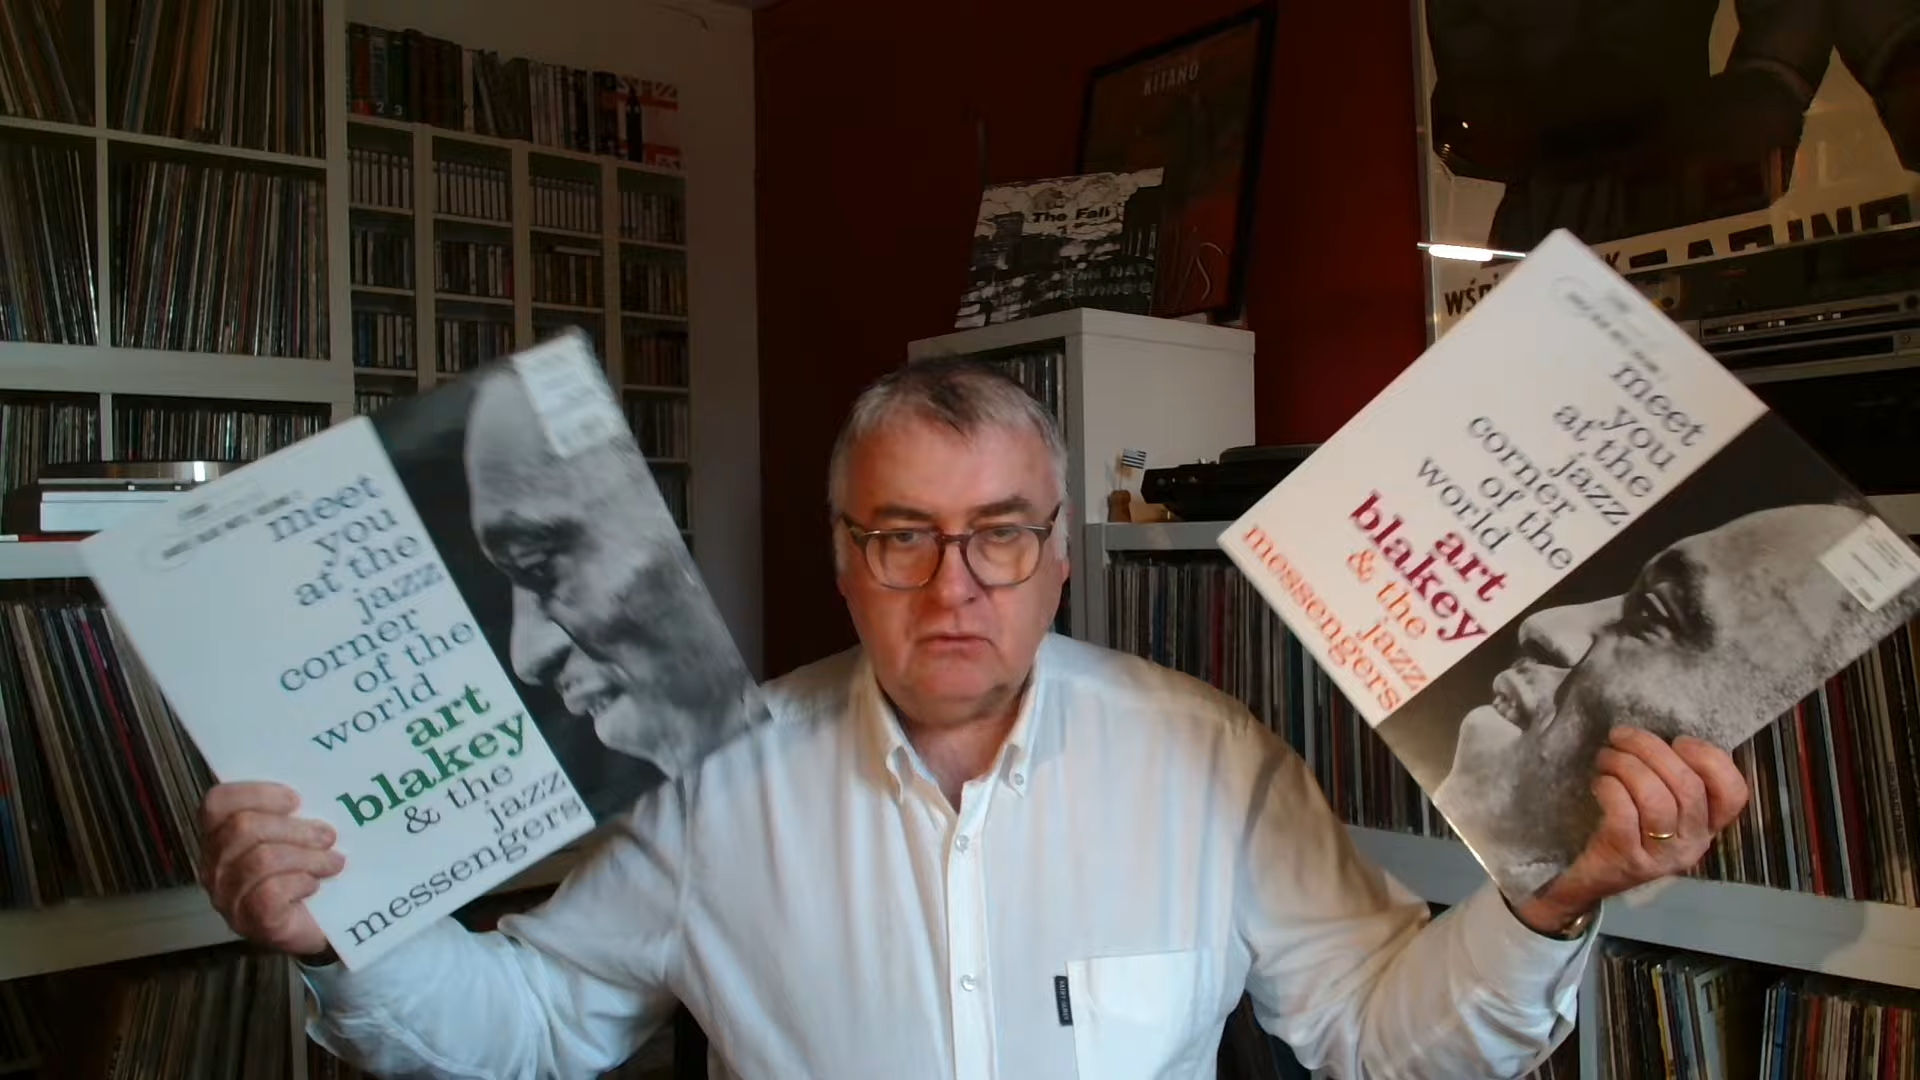 KITANO
The Fall
meet
you
at the
jazz
corner
of the
world
art
blakey
& the
jazz
messengers
meet
you
at the
jazz
corner
of the
world
art
blakey
& the
jazz
messengers